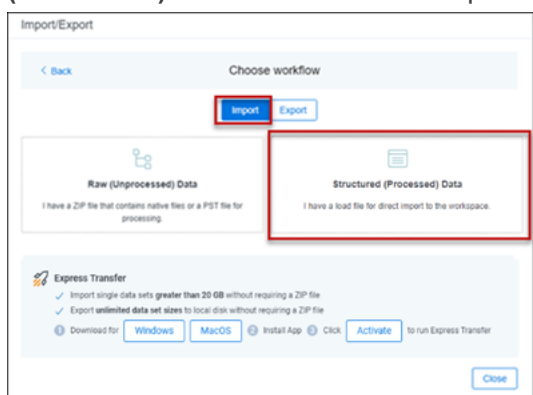 Import/Export
< Back
Choose workflow
Import Export
Raw (Unprocessed) Data
I have a ZIP file that contains native files or a PST file for
processing.
Structured (Processed) Data
I have a load file for direct import to the workspace.
Express Transfer
✓ Import single data sets greater than 20 GB without requiring a ZIP file
✓ Export unlimited data set sizes to local disk without requiring a ZIP file
1 Download for Windows MacOS 2 Install App 3 Click Activate to run Express Transfer
Close